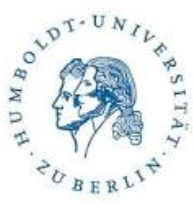 HUMBOLDT-UNIVERSITÄT
· ZU BERLIN ·